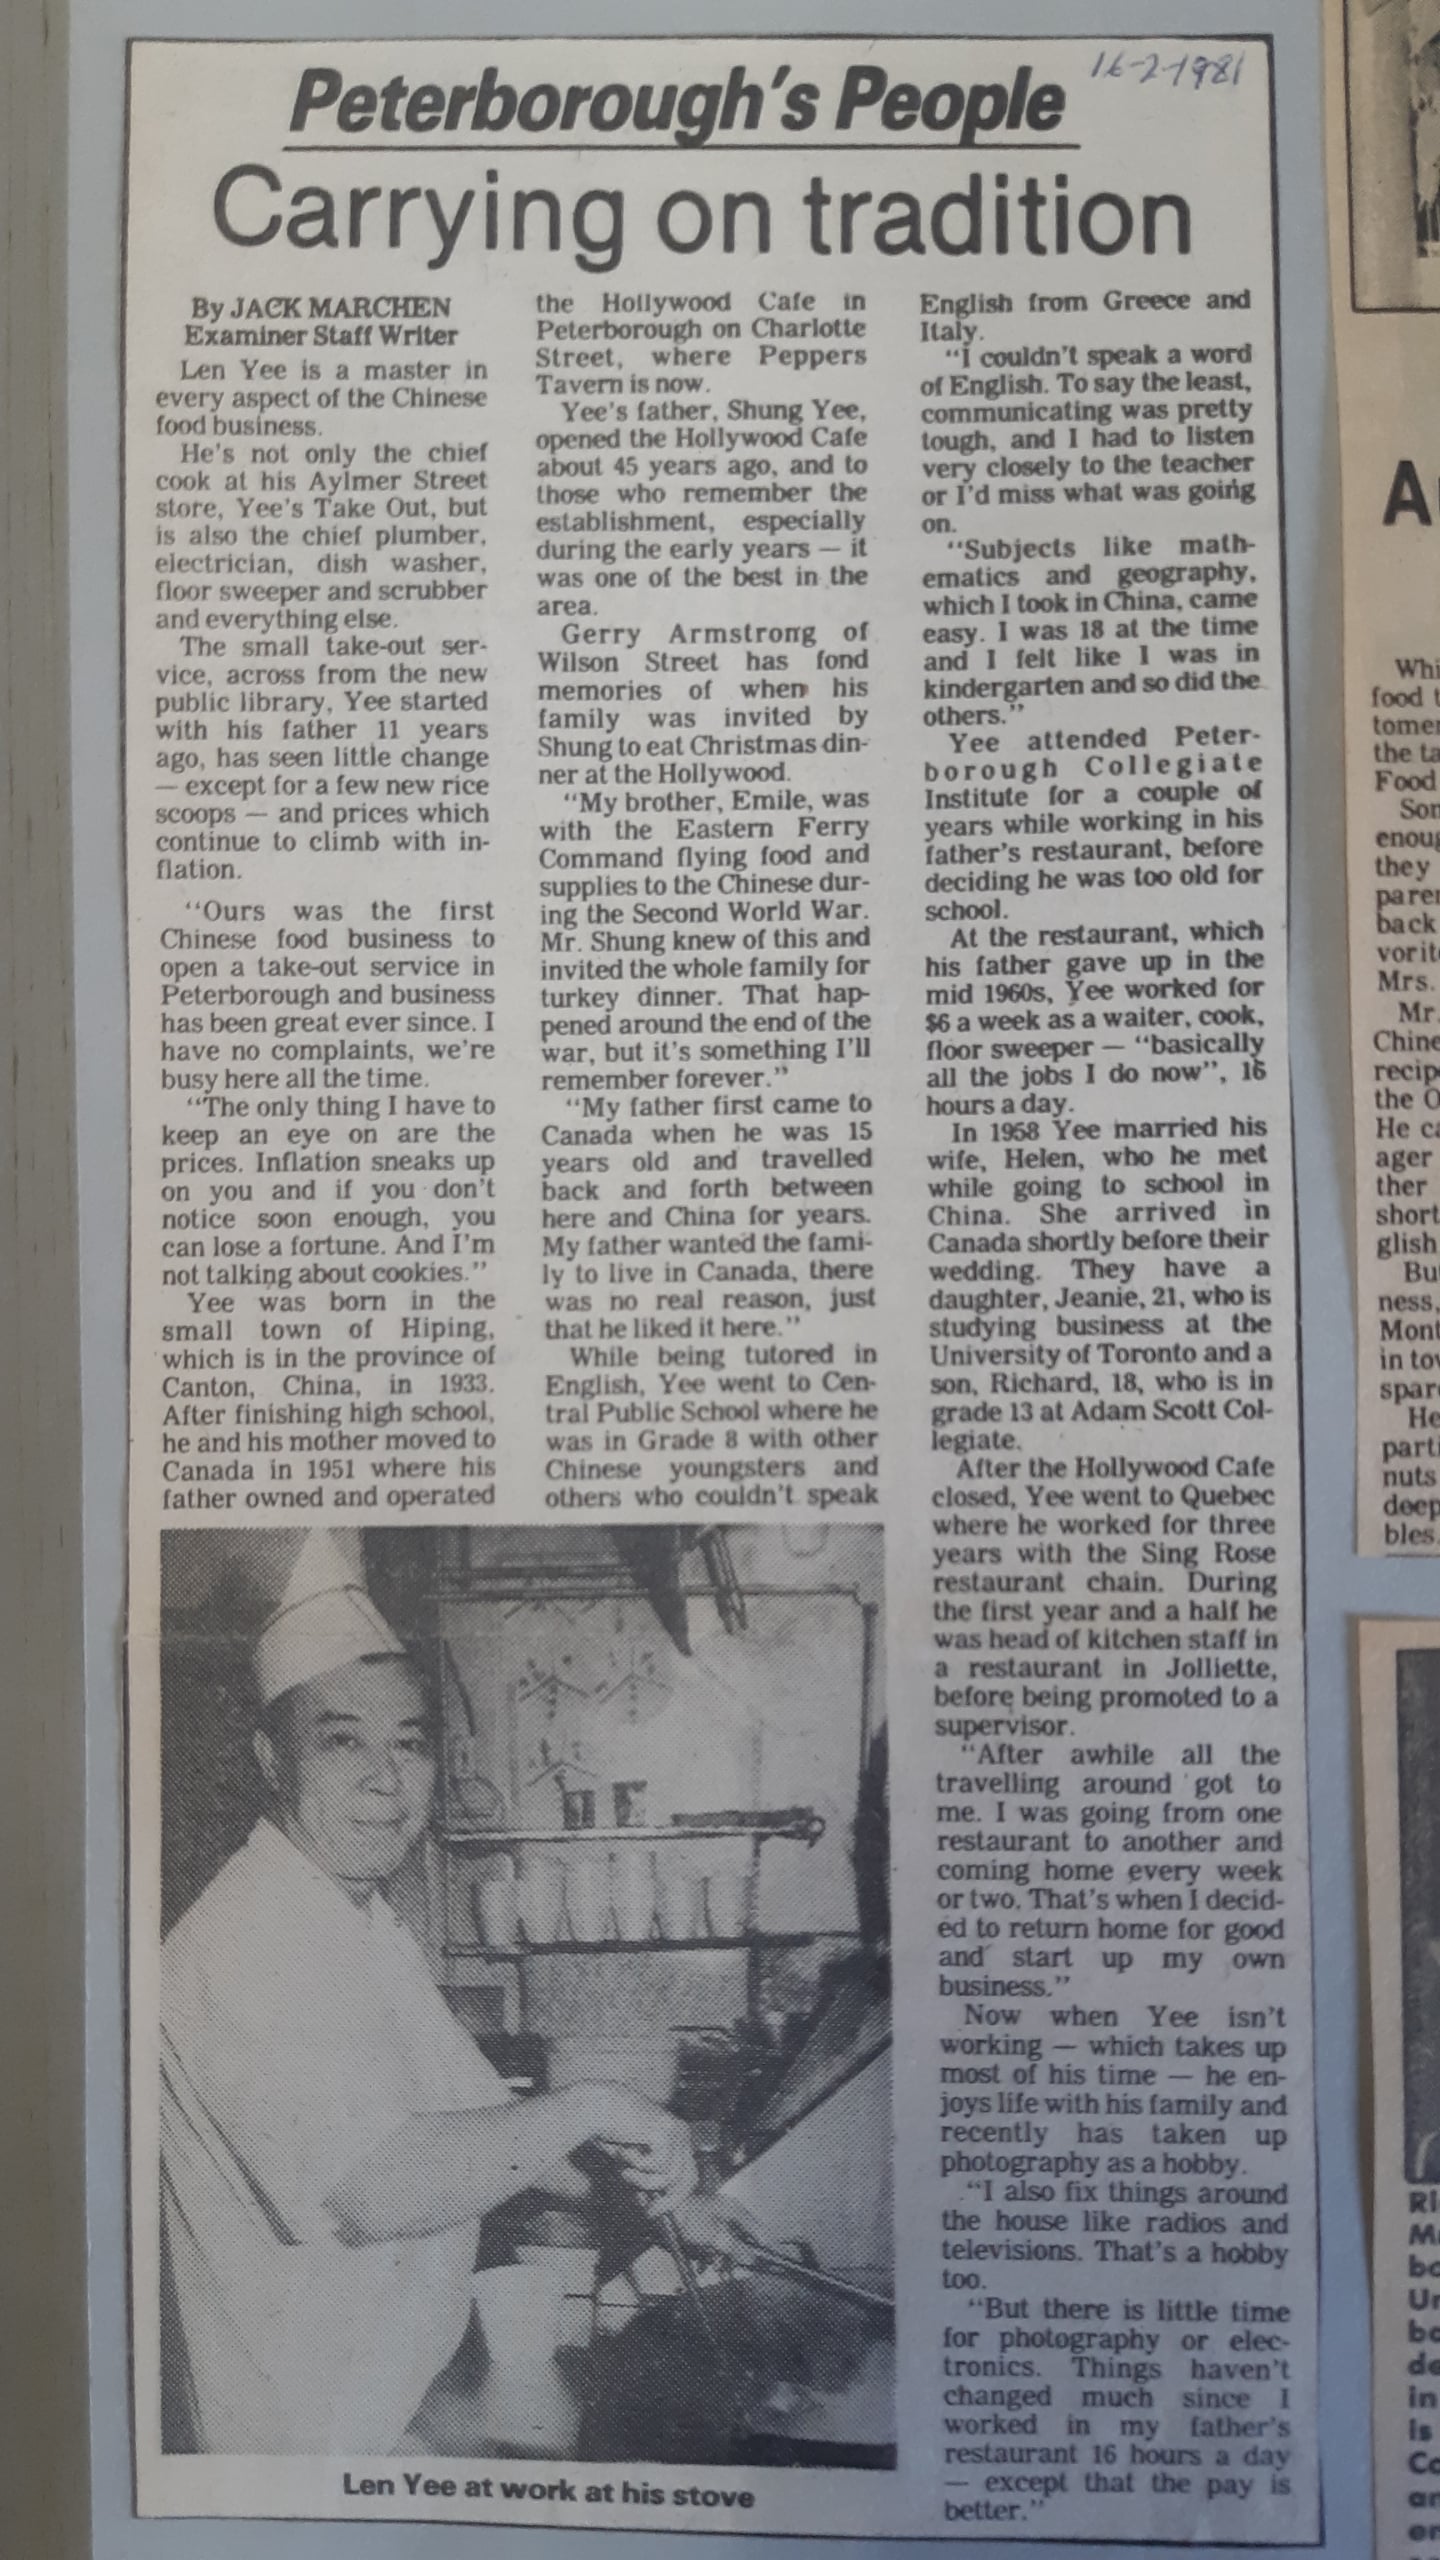 16-2-1981
Peterborough's People
Carrying on tradition
By JACK MARCHEN
Examiner Staff Writer
Len Yee is a master in
every aspect of the Chinese
food business.
He's not only the chief
cook at his Aylmer Street
store, Yee's Take Out, but
is also the chief plumber,
electrician, dish washer,
floor sweeper and scrubber
and everything else.
The small take-out ser-
vice, across from the new
public library, Yee started
with his father 11 years
ago, has seen little change
— except for a few new rice
scoops — and prices which
continue to climb with in-
flation.
"Ours was the first
Chinese food business to
open a take-out service in
Peterborough and business
has been great ever since. I
have no complaints, we're
busy here all the time.
"The only thing I have to
keep an eye on are the
prices. Inflation sneaks up
on you and if you don't
notice soon enough, you
can lose a fortune. And I'm
not talking about cookies."
Yee was born in the
small town of Hiping,
which is in the province of
Canton, China, in 1933.
After finishing high school,
he and his mother moved to
Canada in 1951 where his
father owned and operated
the Hollywood Cafe in
Peterborough on Charlotte
Street, where Peppers
Tavern is now.
Yee's father, Shung Yee,
opened the Hollywood Cafe
about 45 years ago, and to
those who remember the
establishment, especially
during the early years — it
was one of the best in the
area.
Gerry Armstrong of
Wilson Street has fond
memories of when his
family was invited by
Shung to eat Christmas din-
ner at the Hollywood.
"My brother, Emile, was
with the Eastern Ferry
Command flying food and
supplies to the Chinese dur-
ing the Second World War.
Mr. Shung knew of this and
invited the whole family for
turkey dinner. That hap-
pened around the end of the
war, but it's something I'll
remember forever."
"My father first came to
Canada when he was 15
years old and travelled
back and forth between
here and China for years.
My father wanted the fami-
ly to live in Canada, there
was no real reason, just
that he liked it here."
While being tutored in
English, Yee went to Cen-
tral Public School where he
was in Grade 8 with other
Chinese youngsters and
others who couldn't speak
English from Greece and
Italy.
"I couldn't speak a word
of English. To say the least,
communicating was pretty
tough, and I had to listen
very closely to the teacher
or I'd miss what was going
on.
"Subjects like math-
ematics and geography,
which I took in China, came
easy. I was 18 at the time
and I felt like I was in
kindergarten and so did the
others."
Yee attended Peter-
borough Collegiate
Institute for a couple of
years while working in his
father's restaurant, before
deciding he was too old for
school.
At the restaurant, which
his father gave up in the
mid 1960s, Yee worked for
$6 a week as a waiter, cook,
floor sweeper — "basically
all the jobs I do now", 16
hours a day.
In 1958 Yee married his
wife, Helen, who he met
while going to school in
China. She arrived in
Canada shortly before their
wedding. They have a
daughter, Jeanie, 21, who is
studying business at the
University of Toronto and a
son, Richard, 18, who is in
grade 13 at Adam Scott Col-
legiate.
After the Hollywood Cafe
closed, Yee went to Quebec
where he worked for three
years with the Sing Rose
restaurant chain. During
the first year and a half he
was head of kitchen staff in
a restaurant in Jolliette,
before being promoted to a
supervisor.
"After awhile all the
travelling around got to
me. I was going from one
restaurant to another and
coming home every week
or two. That's when I decid-
ed to return home for good
and start up my own
business."
Now when Yee isn't
working — which takes up
most of his time — he en-
joys life with his family and
recently has taken up
photography as a hobby.
"I also fix things around
the house like radios and
televisions. That's a hobby
too.
"But there is little time
for photography or elec-
tronics. Things haven't
changed much since I
worked in my father's
restaurant 16 hours a day
— except that the pay is
better."
Len Yee at work at his stove
food t
the ta
Food
they
back
Mrs.
Mr.
the O
He ca
ager
ther
short
glish
ness,
in tov
He
nuts
deep
bles.
in
is